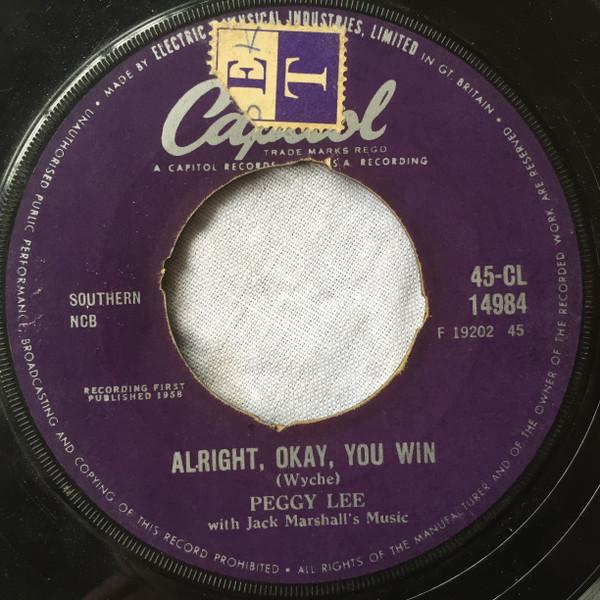 • MADE BY ELECTRIC & MUSICAL INDUSTRIES, LIMITED IN GT. BRITAIN •
E
T
Capitol
TRADE MARKS REGD
A CAPITOL RECORDS U.S.A RECORDING
SOUTHERN
NCB
45-CL
14984
F 19202 45
RECORDING FIRST
PUBLISHED 1958
ALRIGHT, OKAY, YOU WIN
(Wyche)
PEGGY LEE
with Jack Marshall's Music
UNAUTHORISED PUBLIC PERFORMANCE, BROADCASTING AND COPYING OF THIS RECORD PROHIBITED • ALL RIGHTS OF THE MANUFACTURER AND OF THE OWNER OF THE RECORDED WORK ARE RESERVED